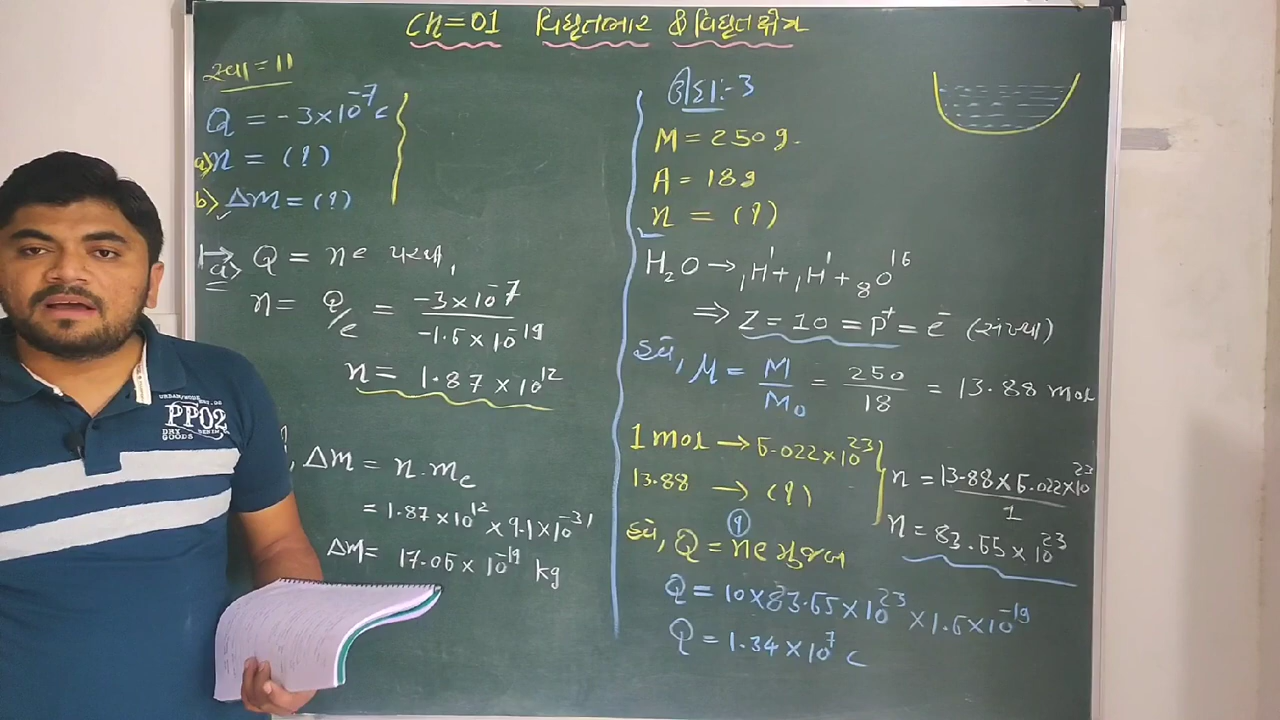 CH=01 વિદ્યુતભાર & વિદ્યુતક્ષેત્ર
સ્વા = 11
Q = -3×10⁻⁷ C
a) n = (?)
b) Δm = (?)
a) Q = ne પરથી,
n = Q/e = -3×10⁻⁷ / -1.6×10⁻¹⁹
n = 1.87×10¹²
, Δm = n·mₑ
= 1.87×10¹² × 9.1×10⁻³¹
Δm = 17.06×10⁻¹⁹ kg
ઉદા:-3
M = 250 g.
A = 18 g
n = (?)
H₂O → ₁H¹ + ₁H¹ + ₈O¹⁶
⇒ Z = 10 = p⁺ = e⁻ (સંખ્યા)
હવે, μ = M/M₀ = 250/18 = 13.88 mol
1 mol → 6.022×10²³
13.88 → (?)
n = 13.88×6.022×10²³ / 1
n = 83.65×10²³
હવે, Q = ne મુજબ
Q = 10×83.65×10²³×1.6×10⁻¹⁹
Q = 1.34×10⁷ C
PPO2
DRY
GOODS